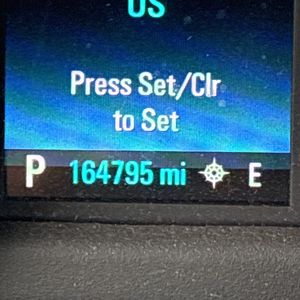 US
Press Set/Clr
to Set
P 164795 mi E